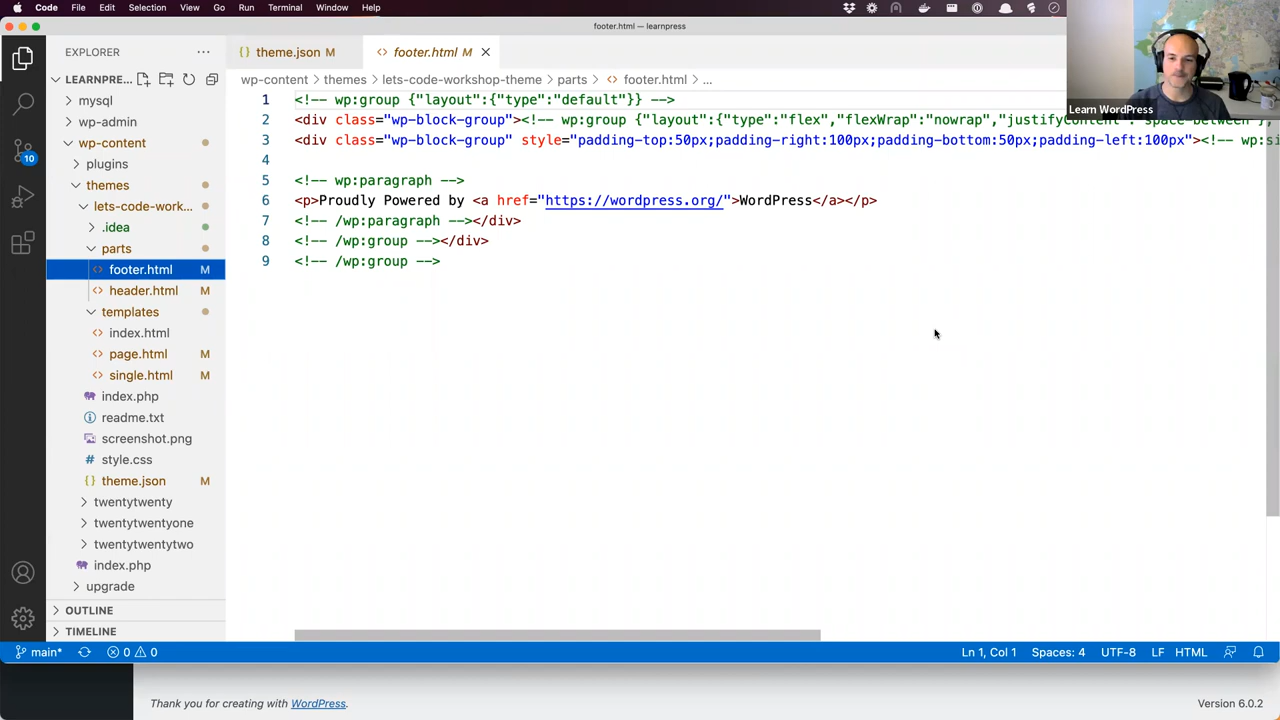 Code File Edit Selection View Go Run Terminal Window Help
footer.html — learnpress
EXPLORER
theme.json M
footer.html M
LEARNPRE...
wp-content > themes > lets-code-workshop-theme > parts > footer.html > ...
mysql
wp-admin
wp-content
plugins
themes
lets-code-work...
.idea
parts
footer.html M
header.html M
templates
index.html
page.html M
single.html M
index.php
readme.txt
screenshot.png
style.css
theme.json M
twentytwenty
twentytwentyone
twentytwentytwo
index.php
upgrade
OUTLINE
TIMELINE
10
1 <!-- wp:group {"layout":{"type":"default"}} -->
2 <div class="wp-block-group"><!-- wp:group {"layout":{"type":"flex","flexWrap":"nowrap","justifyContent":"space-between"},
3 <div class="wp-block-group" style="padding-top:50px;padding-right:100px;padding-bottom:50px;padding-left:100px"><!-- wp:si
4
5 <!-- wp:paragraph -->
6 <p>Proudly Powered by <a href="https://wordpress.org/">WordPress</a></p>
7 <!-- /wp:paragraph --></div>
8 <!-- /wp:group --></div>
9 <!-- /wp:group -->
Learn WordPress
main* 0 0 Ln 1, Col 1 Spaces: 4 UTF-8 LF HTML
Thank you for creating with WordPress. Version 6.0.2